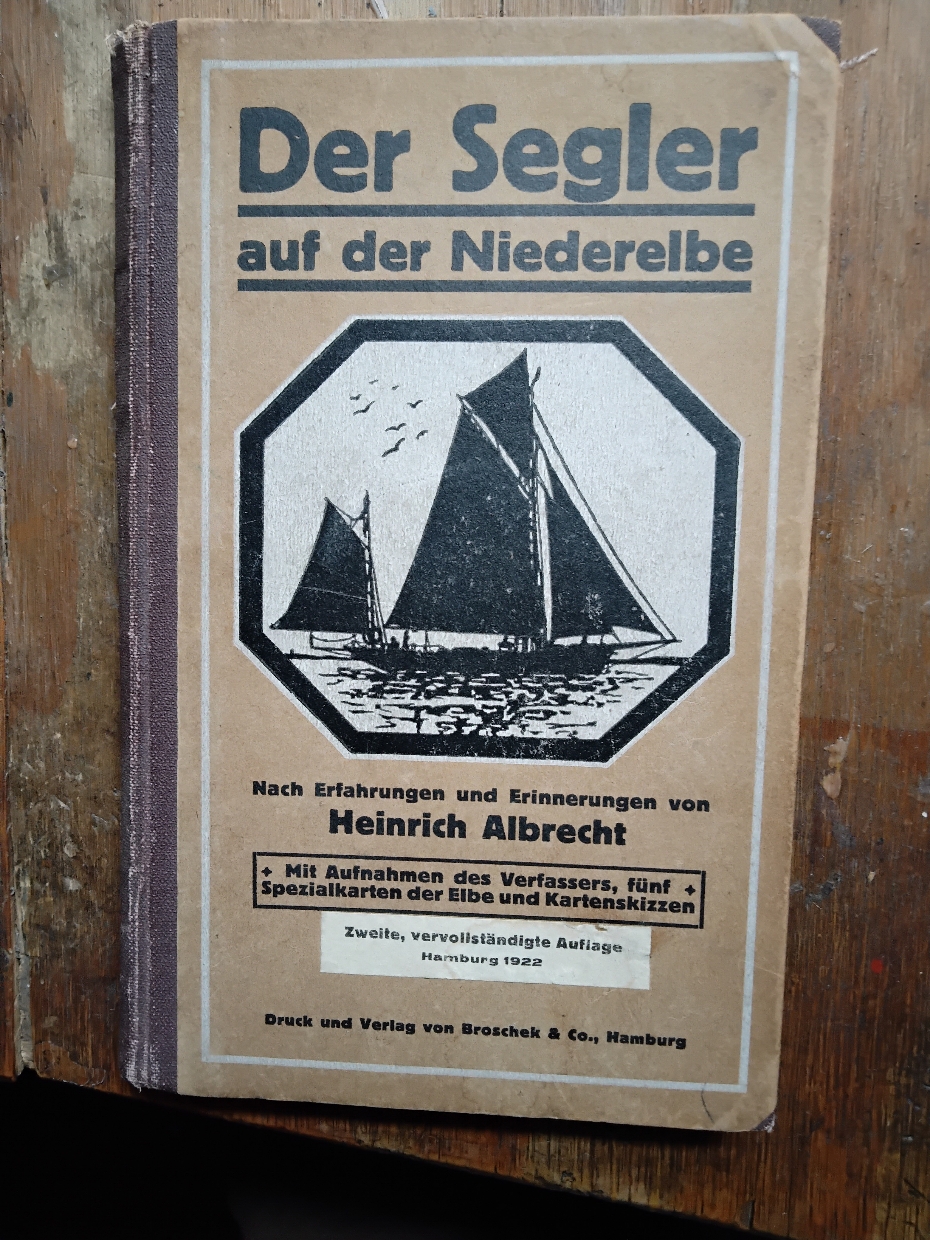 Der Segler
auf der Niederelbe
Nach Erfahrungen und Erinnerungen von
Heinrich Albrecht
+ Mit Aufnahmen des Verfassers, fünf +
Spezialkarten der Elbe und Kartenskizzen
Zweite, vervollständigte Auflage
Hamburg 1922
Druck und Verlag von Broschek & Co., Hamburg